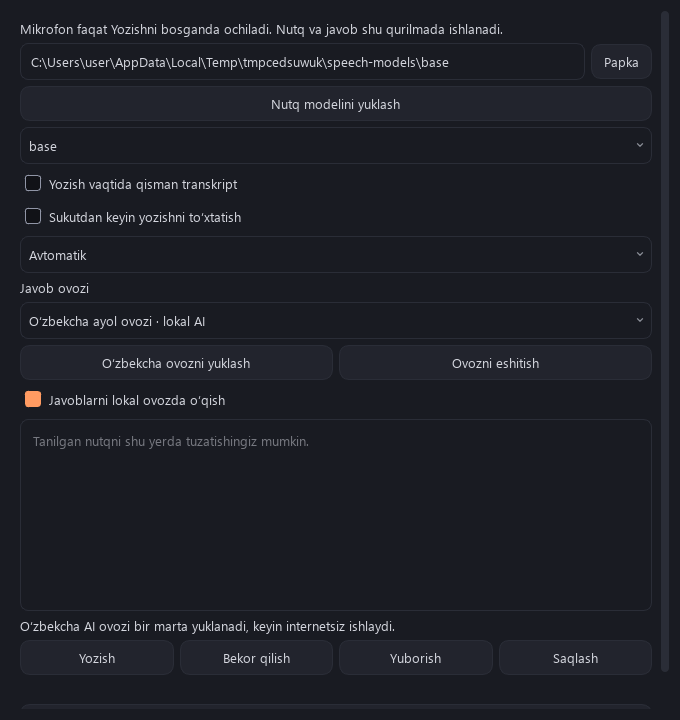 Mikrofon faqat Yozishni bosganda ochiladi. Nutq va javob shu qurilmada ishlanadi.
C:\Users\user\AppData\Local\Temp\tmpcedsuwuk\speech-models\base
Papka
Nutq modelini yuklash
base
Yozish vaqtida qisman transkript
Sukutdan keyin yozishni to‘xtatish
Avtomatik
Javob ovozi
O‘zbekcha ayol ovozi · lokal AI
O‘zbekcha ovozni yuklash
Ovozni eshitish
Javoblarni lokal ovozda o‘qish
Tanilgan nutqni shu yerda tuzatishingiz mumkin.
O‘zbekcha AI ovozi bir marta yuklanadi, keyin internetsiz ishlaydi.
Yozish
Bekor qilish
Yuborish
Saqlash